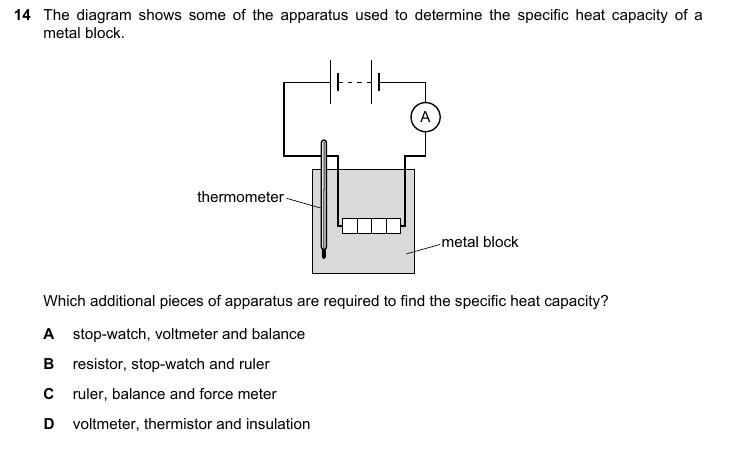 14 The diagram shows some of the apparatus used to determine the specific heat capacity of a
metal block.
A
thermometer
metal block
Which additional pieces of apparatus are required to find the specific heat capacity?
A stop-watch, voltmeter and balance
B resistor, stop-watch and ruler
C ruler, balance and force meter
D voltmeter, thermistor and insulation